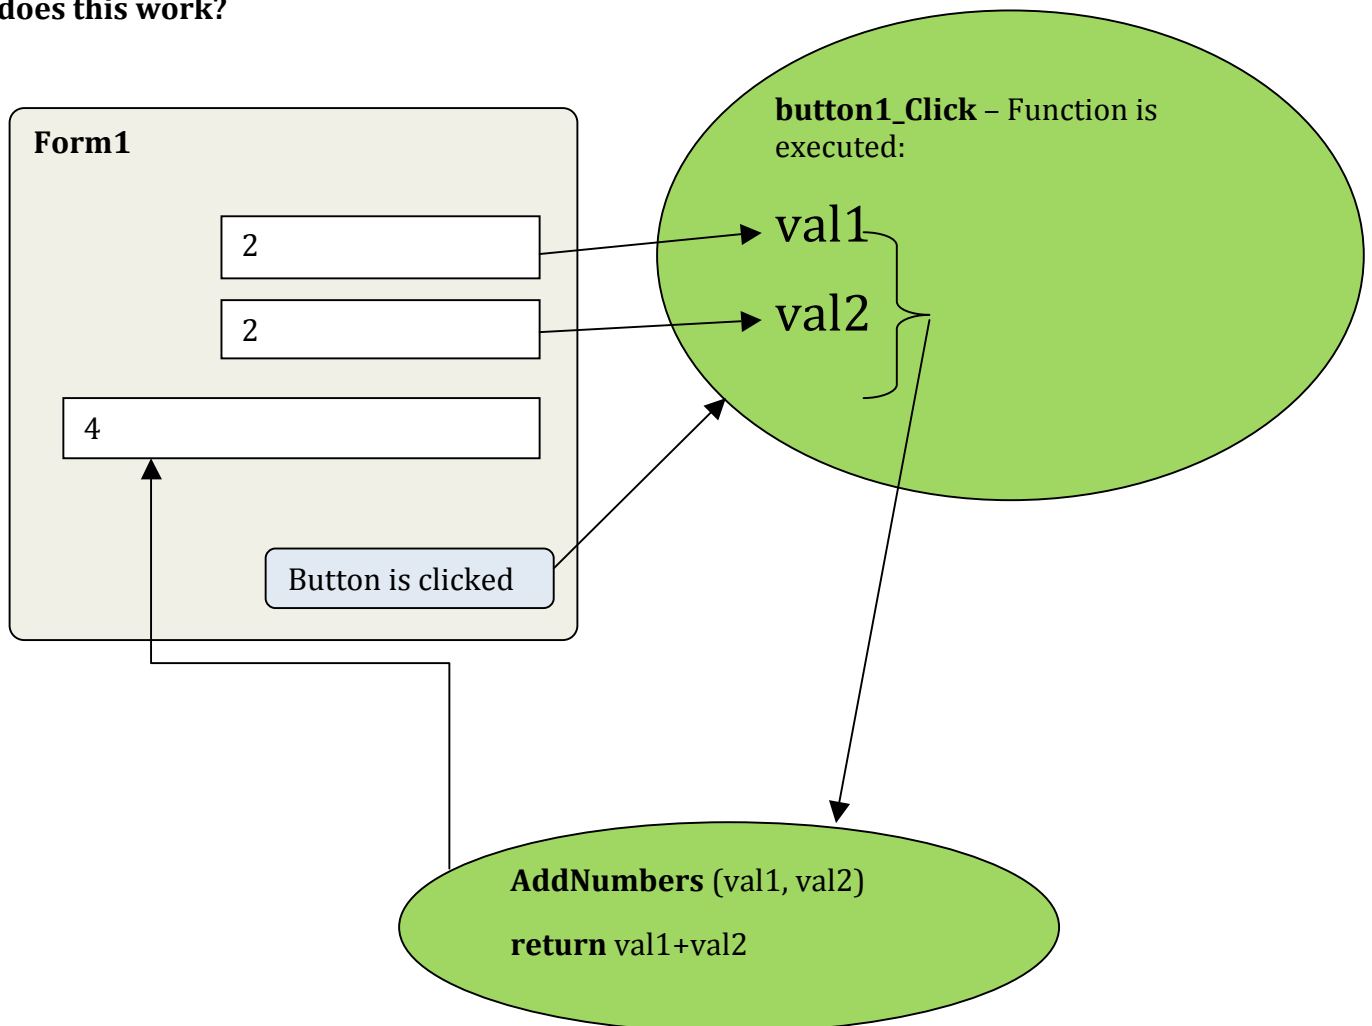 does this work?
Form1
2
2
4
Button is clicked
button1_Click – Function is
executed:
val1
val2
AddNumbers (val1, val2)
return val1+val2